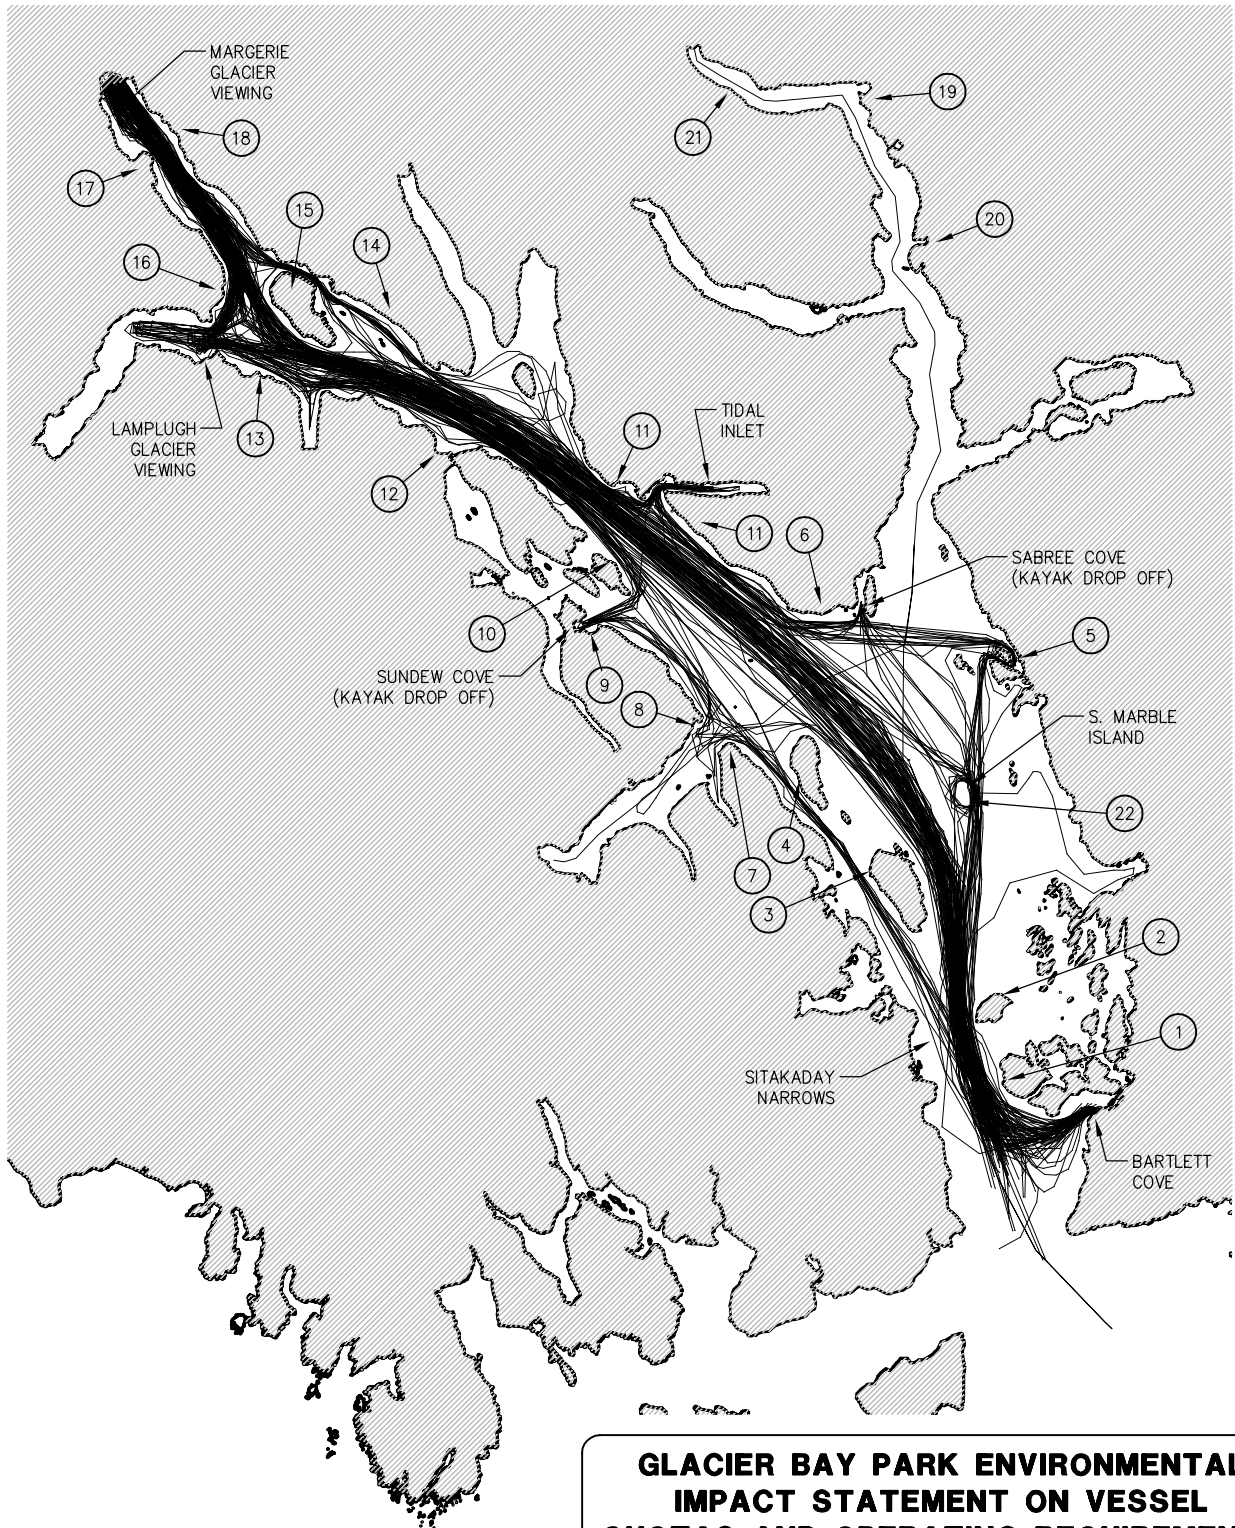 MARGERIE
GLACIER
VIEWING
19
18
21
17
15
20
14
16
TIDAL
INLET
LAMPLUGH
GLACIER
VIEWING
13
11
12
11
6
SABREE COVE
(KAYAK DROP OFF)
10
5
SUNDEW COVE
(KAYAK DROP OFF)
9
8
S. MARBLE
ISLAND
22
4
7
3
2
1
SITAKADAY
NARROWS
BARTLETT
COVE
GLACIER BAY PARK ENVIRONMENTAL
IMPACT STATEMENT ON VESSEL